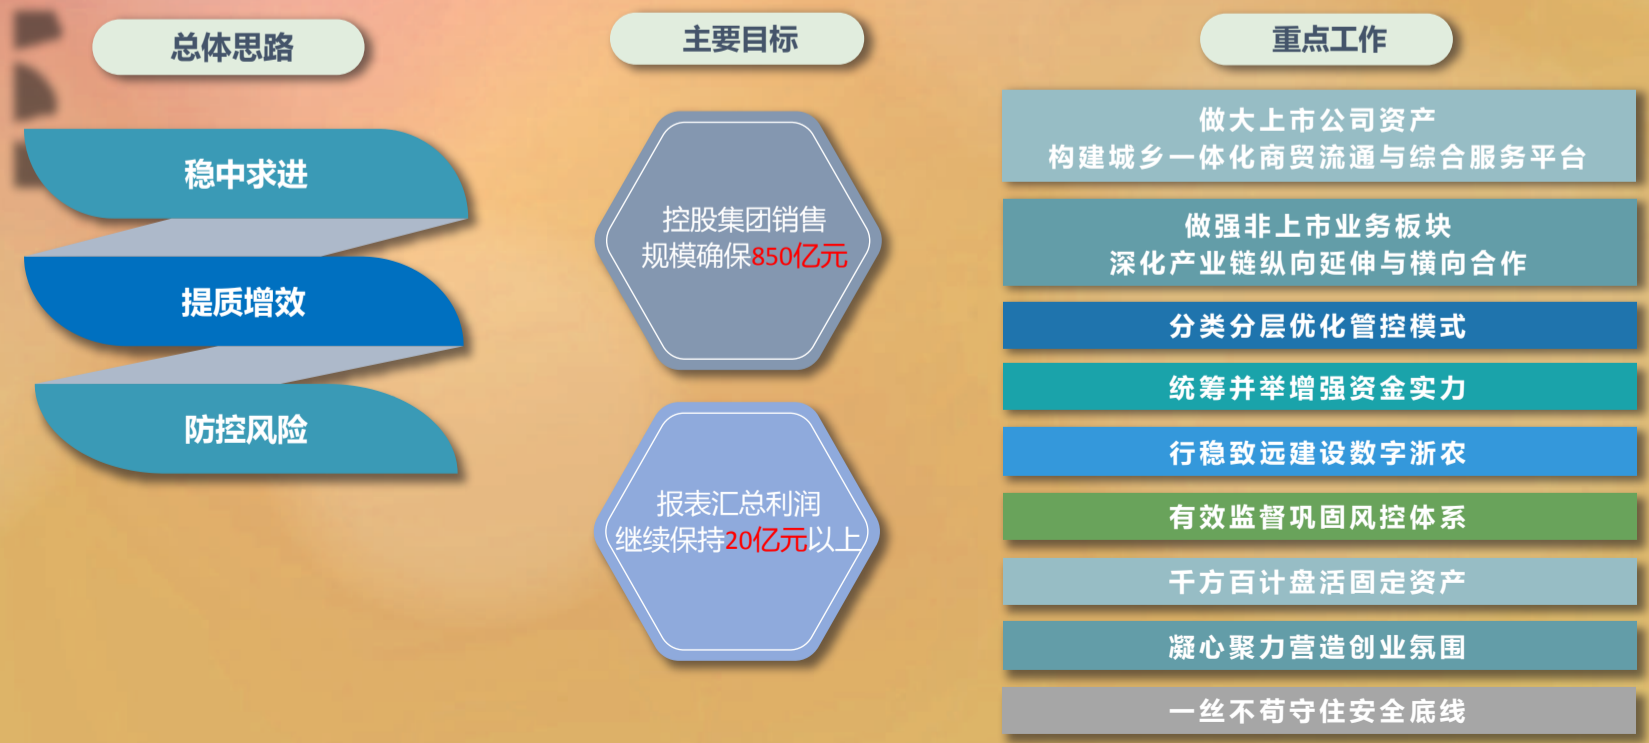 总体思路
稳中求进
提质增效
防控风险
主要目标
控股集团销售
规模确保850亿元
报表汇总利润
继续保持20亿元以上
重点工作
做大上市公司资产
构建城乡一体化商贸流通与综合服务平台
做强非上市业务板块
深化产业链纵向延伸与横向合作
分类分层优化管控模式
统筹并举增强资金实力
行稳致远建设数字浙农
有效监督巩固风控体系
千方百计盘活固定资产
凝心聚力营造创业氛围
一丝不苟守住安全底线